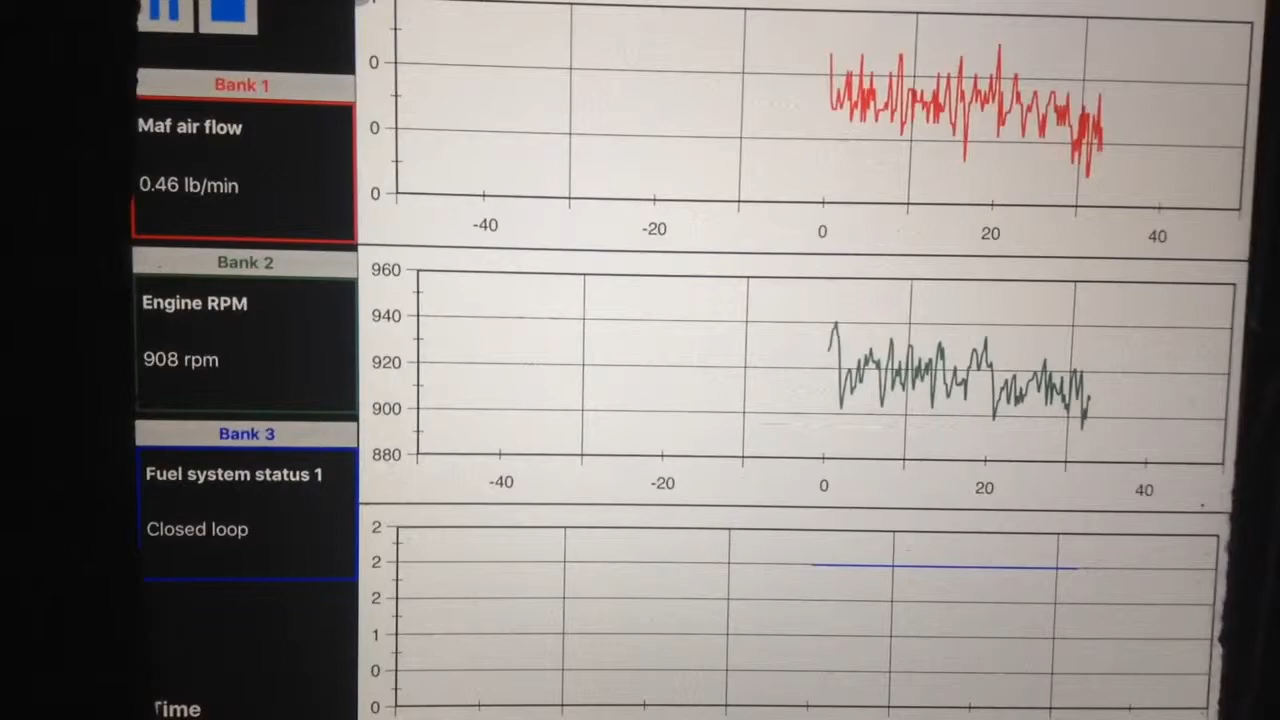 Bank 1
Maf air flow
0.46 lb/min
0
0
0
-40 -20 0 20 40
Bank 2
Engine RPM
908 rpm
960
940
920
900
880
-40 -20 0 20 40
Bank 3
Fuel system status 1
Closed loop
2
2
2
1
0
0
Time